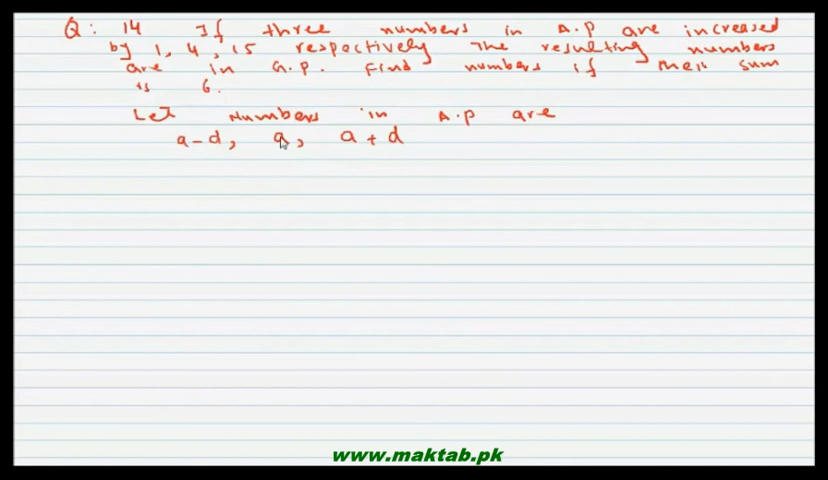 Q: 14 If three numbers in A.p are increased
by 1, 4, 15 respectively The resulting numbers
are in G.p. Find numbers if their sum
is 6.
Let Numbers in A.p are
a-d, a, a+d
www.maktab.pk